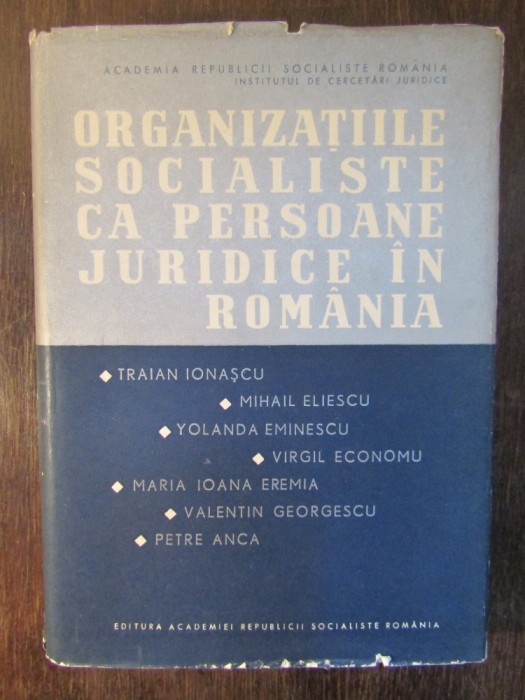 ACADEMIA REPUBLICII SOCIALISTE ROMÂNIA
INSTITUTUL DE CERCETĂRI JURIDICE
ORGANIZAȚIILE
SOCIALISTE
CA PERSOANE
JURIDICE ÎN
ROMÂNIA
◆ TRAIAN IONAȘCU
◆ MIHAIL ELIESCU
◆ YOLANDA EMINESCU
◆ VIRGIL ECONOMU
◆ MARIA IOANA EREMIA
◆ VALENTIN GEORGESCU
◆ PETRE ANCA
EDITURA ACADEMIEI REPUBLICII SOCIALISTE ROMÂNIA